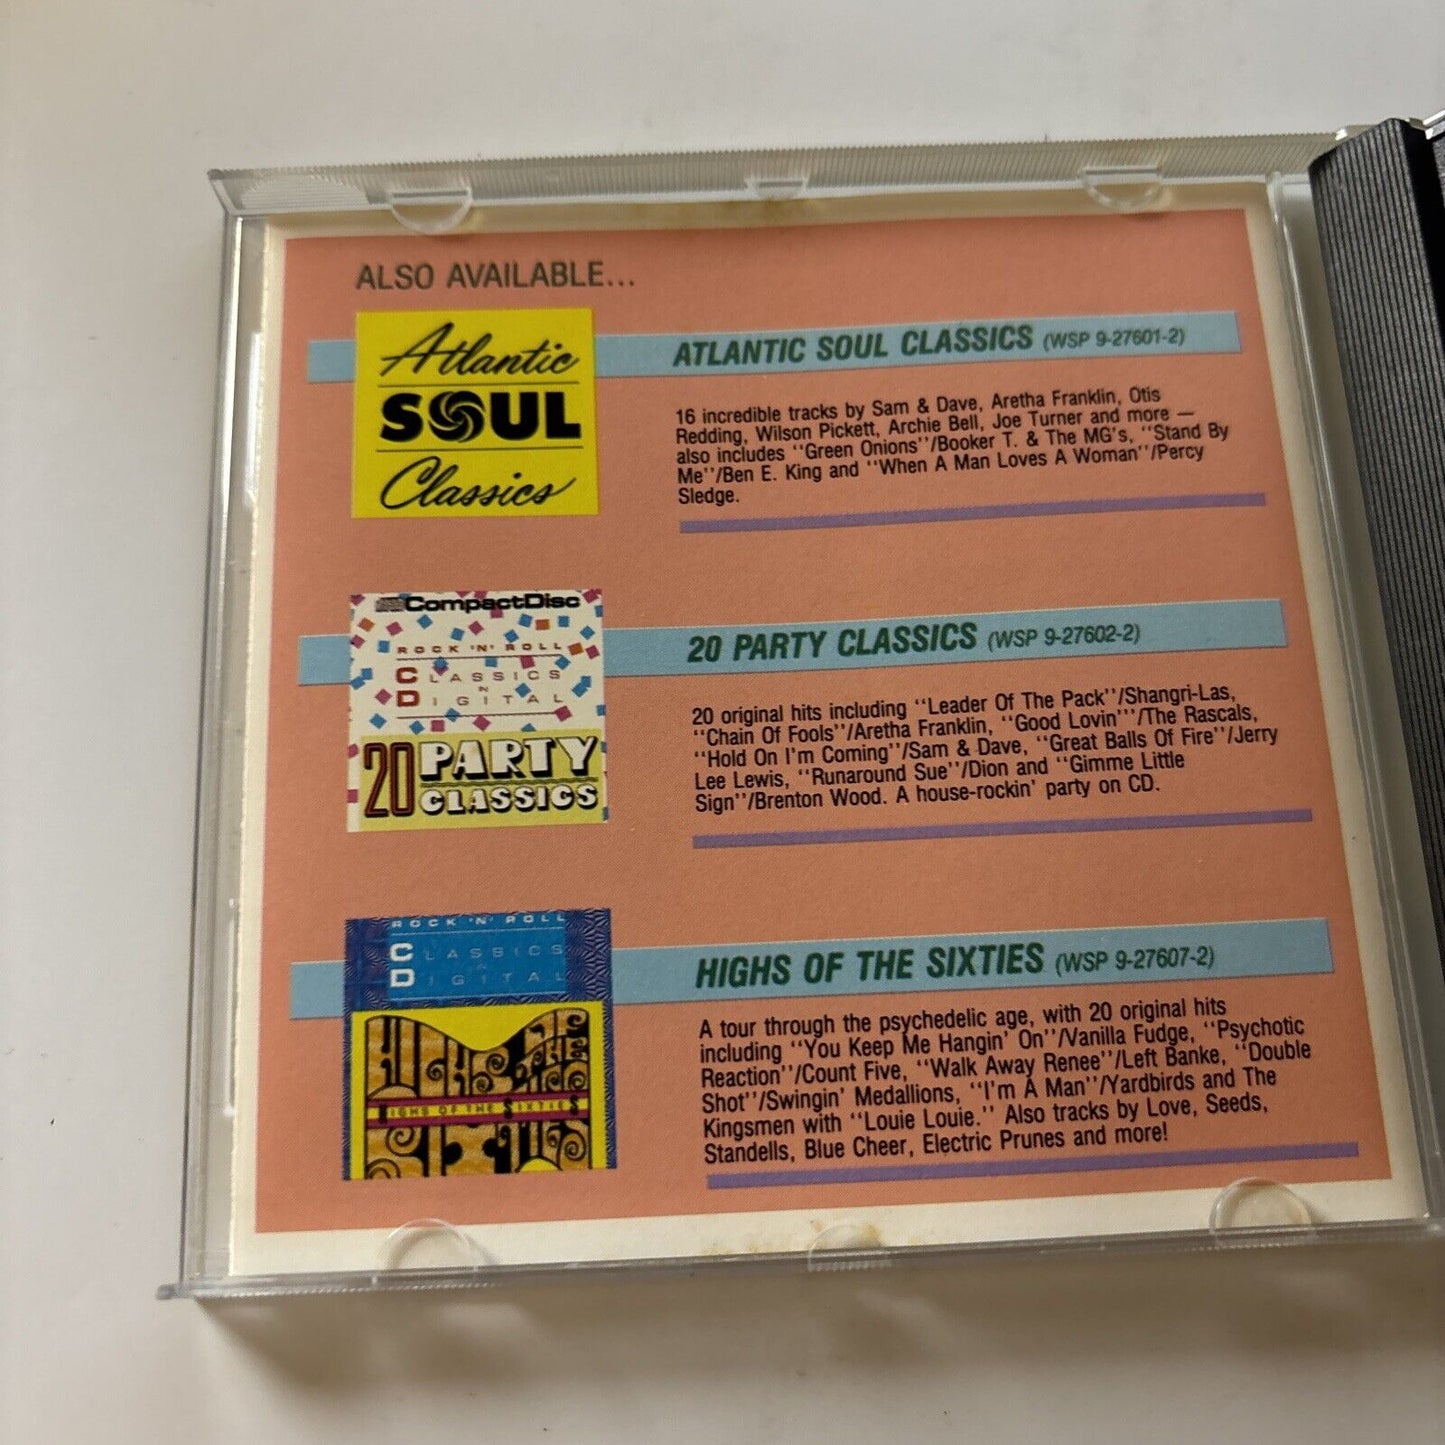 ALSO AVAILABLE...
Atlantic
SOUL
Classics
ATLANTIC SOUL CLASSICS (WSP 9-27601-2)
16 incredible tracks by Sam & Dave, Aretha Franklin, Otis
Redding, Wilson Pickett, Archie Bell, Joe Turner and more —
also includes "Green Onions"/Booker T. & The MG's, "Stand By
Me"/Ben E. King and "When A Man Loves A Woman"/Percy
Sledge.
CompactDisc
ROCK 'N' ROLL
CLASSICS
N
DIGITAL
20 PARTY
CLASSICS
20 PARTY CLASSICS (WSP 9-27602-2)
20 original hits including "Leader Of The Pack"/Shangri-Las,
"Chain Of Fools"/Aretha Franklin, "Good Lovin'"/The Rascals,
"Hold On I'm Coming"/Sam & Dave, "Great Balls Of Fire"/Jerry
Lee Lewis, "Runaround Sue"/Dion and "Gimme Little
Sign"/Brenton Wood. A house-rockin' party on CD.
ROCK 'N' ROLL
CLASSICS
N
DIGITAL
HIGHS OF THE SIXTIES
HIGHS OF THE SIXTIES (WSP 9-27607-2)
A tour through the psychedelic age, with 20 original hits
including "You Keep Me Hangin' On"/Vanilla Fudge, "Psychotic
Reaction"/Count Five, "Walk Away Renee"/Left Banke, "Double
Shot"/Swingin' Medallions, "I'm A Man"/Yardbirds and The
Kingsmen with "Louie Louie." Also tracks by Love, Seeds,
Standells, Blue Cheer, Electric Prunes and more!